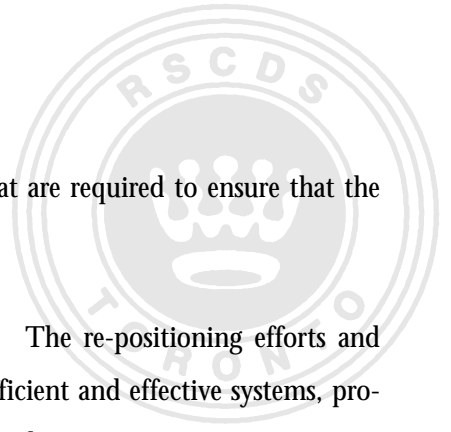 RSCDS
at are required to ensure that the
The re-positioning efforts and
ficient and effective systems, pro-
TORONTO